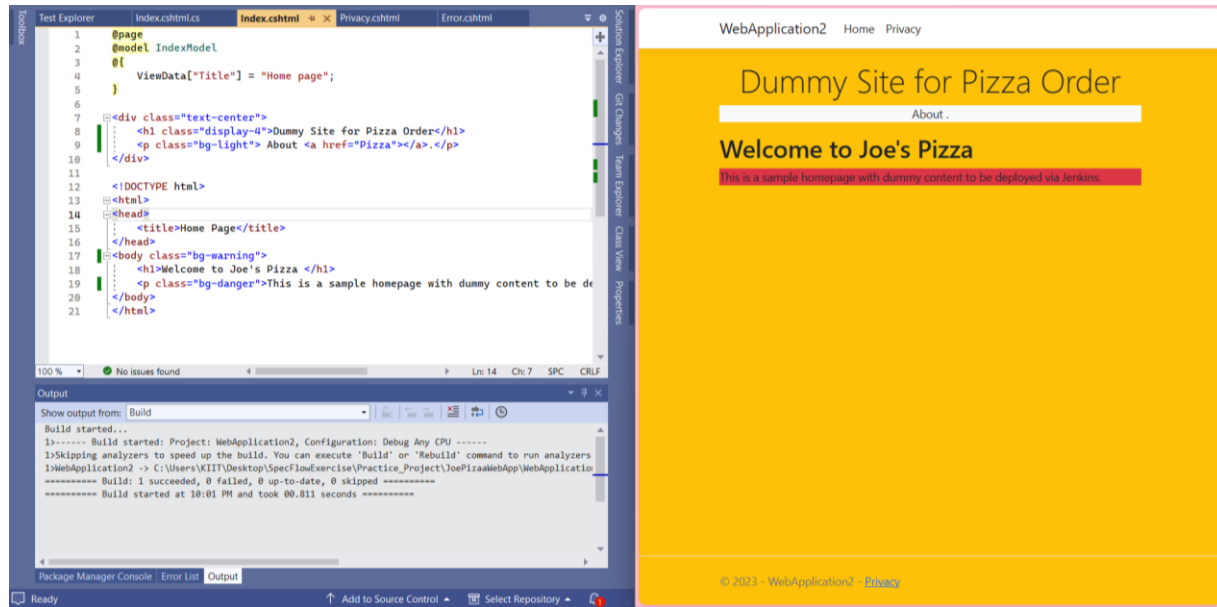 Toolbox
Test Explorer
Index.cshtml.cs
Index.cshtml
Privacy.cshtml
Error.cshtml
1 @page
2 @model IndexModel
3 @{
4 ViewData["Title"] = "Home page";
5 }
6
7 <div class="text-center">
8 <h1 class="display-4">Dummy Site for Pizza Order</h1>
9 <p class="bg-light"> About <a href="Pizza"></a>.</p>
10 </div>
11
12 <!DOCTYPE html>
13 <html>
14 <head>
15 <title>Home Page</title>
16 </head>
17 <body class="bg-warning">
18 <h1>Welcome to Joe's Pizza </h1>
19 <p class="bg-danger">This is a sample homepage with dummy content to be de
20 </body>
21 </html>
100 % No issues found Ln: 14 Ch: 7 SPC CRLF
Output
Show output from: Build
Build started...
1>------ Build started: Project: WebApplication2, Configuration: Debug Any CPU ------
1>Skipping analyzers to speed up the build. You can execute 'Build' or 'Rebuild' command to run analyzers
1>WebApplication2 -> C:\Users\KIIT\Desktop\SpecFlowExercise\Practice_Project\JoePizaaWebApp\WebApplication
========== Build: 1 succeeded, 0 failed, 0 up-to-date, 0 skipped ==========
========== Build started at 10:01 PM and took 00.811 seconds ==========
Package Manager Console Error List Output
Ready Add to Source Control Select Repository 1
Solution Explorer
Git Changes
Team Explorer
Class View
Properties
WebApplication2 Home Privacy
Dummy Site for Pizza Order
About .
Welcome to Joe's Pizza
This is a sample homepage with dummy content to be deployed via Jenkins.
© 2023 - WebApplication2 - Privacy